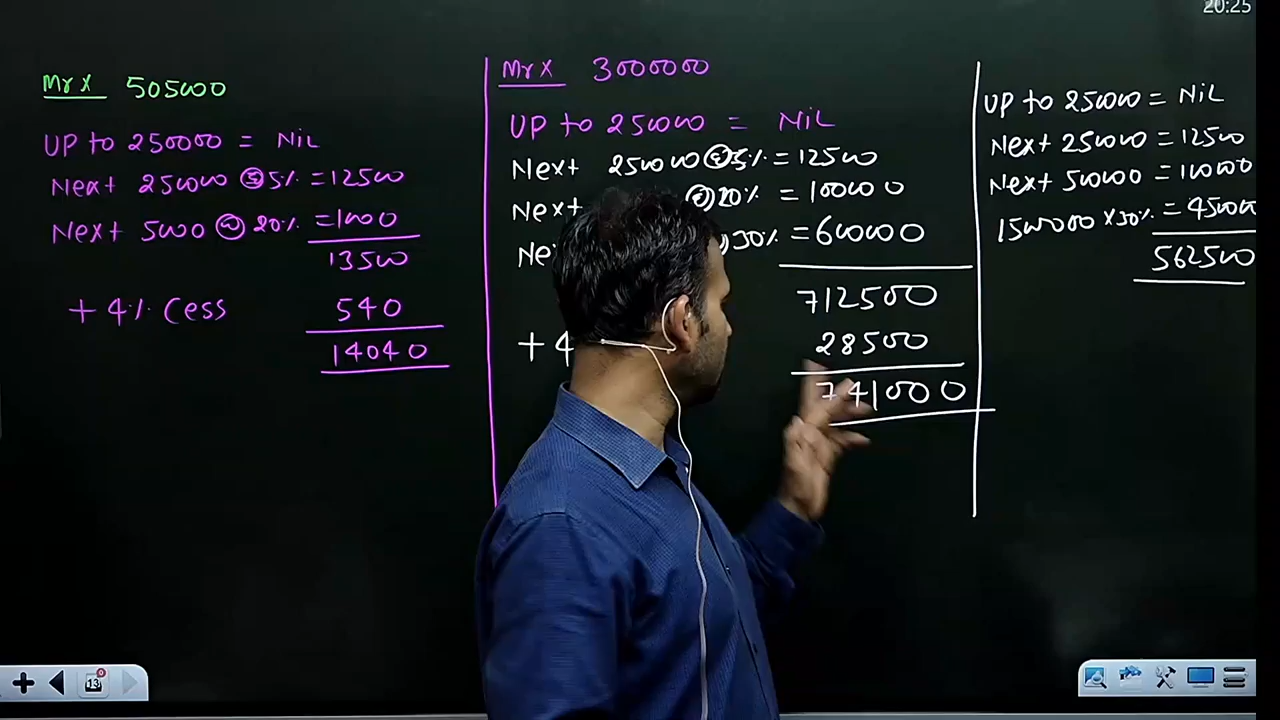 20:25
Mr X 505000
UP to 250000 = NiL
Next 250000 @ 5% = 12500
Next 5000 @ 20% = 1000
13500
+ 4% Cess 540
14040
Mr X 3000000
UP to 250000 = NiL
Next 250000 @ 5% = 12500
Next @ 20% = 100000
30% = 600000
712500
+ 4 28500
741000
UP to 250000 = NiL
Next 250000 = 12500
Next 500000 = 100000
1500000 x 30% = 450000
562500
13